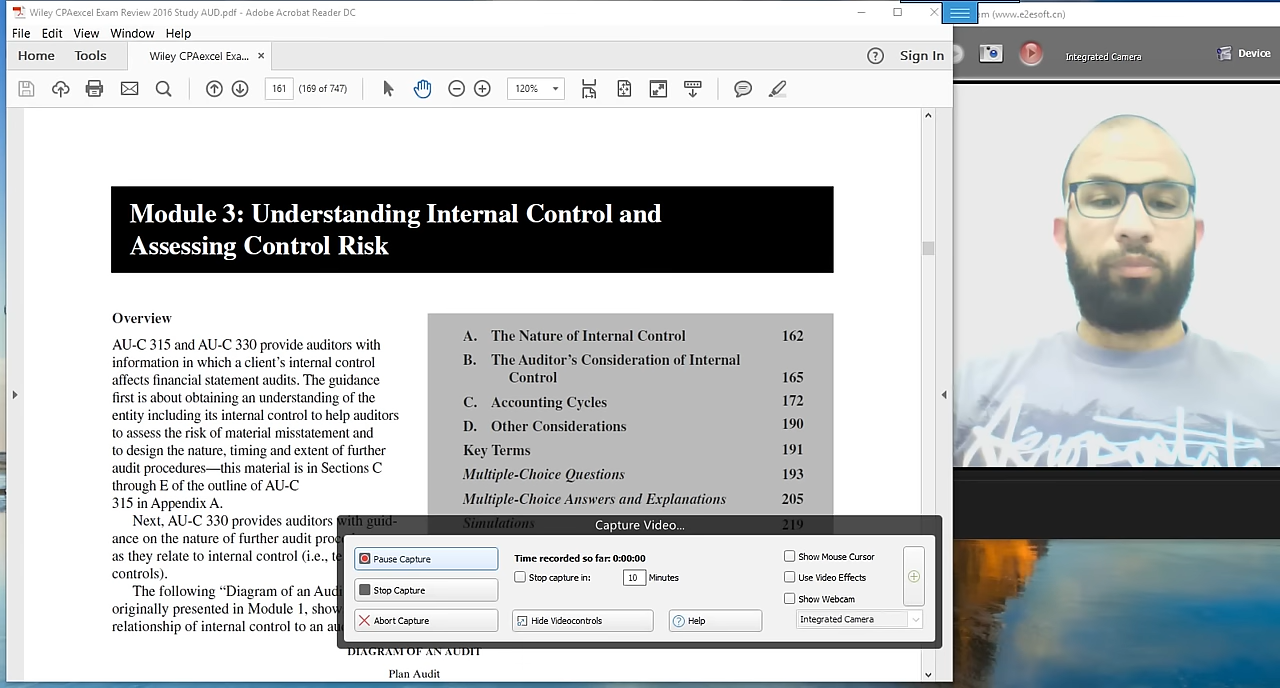 Wiley CPAexcel Exam Review 2016 Study AUD.pdf - Adobe Acrobat Reader DC
m (www.e2esoft.cn)
File Edit View Window Help
Home Tools Wiley CPAexcel Exa... × Sign In
Integrated Camera Device
161 (169 of 747) 120%
Module 3: Understanding Internal Control and
Assessing Control Risk
Overview
AU-C 315 and AU-C 330 provide auditors with
information in which a client's internal control
affects financial statement audits. The guidance
first is about obtaining an understanding of the
entity including its internal control to help auditors
to assess the risk of material misstatement and
to design the nature, timing and extent of further
audit procedures—this material is in Sections C
through E of the outline of AU-C
315 in Appendix A.
Next, AU-C 330 provides auditors with guid-
ance on the nature of further audit proce
as they relate to internal control (i.e., te
controls).
The following “Diagram of an Audi
originally presented in Module 1, show
relationship of internal control to an au
A. The Nature of Internal Control 162
B. The Auditor's Consideration of Internal
Control 165
C. Accounting Cycles 172
D. Other Considerations 190
Key Terms 191
Multiple-Choice Questions 193
Multiple-Choice Answers and Explanations 205
Simulations 219
Capture Video...
Pause Capture
Stop Capture
Abort Capture
Time recorded so far: 0:00:00
Stop capture in: 10 Minutes
Hide Videocontrols Help
Show Mouse Cursor
Use Video Effects
Show Webcam
Integrated Camera
DIAGRAM OF AN AUDIT
Plan Audit